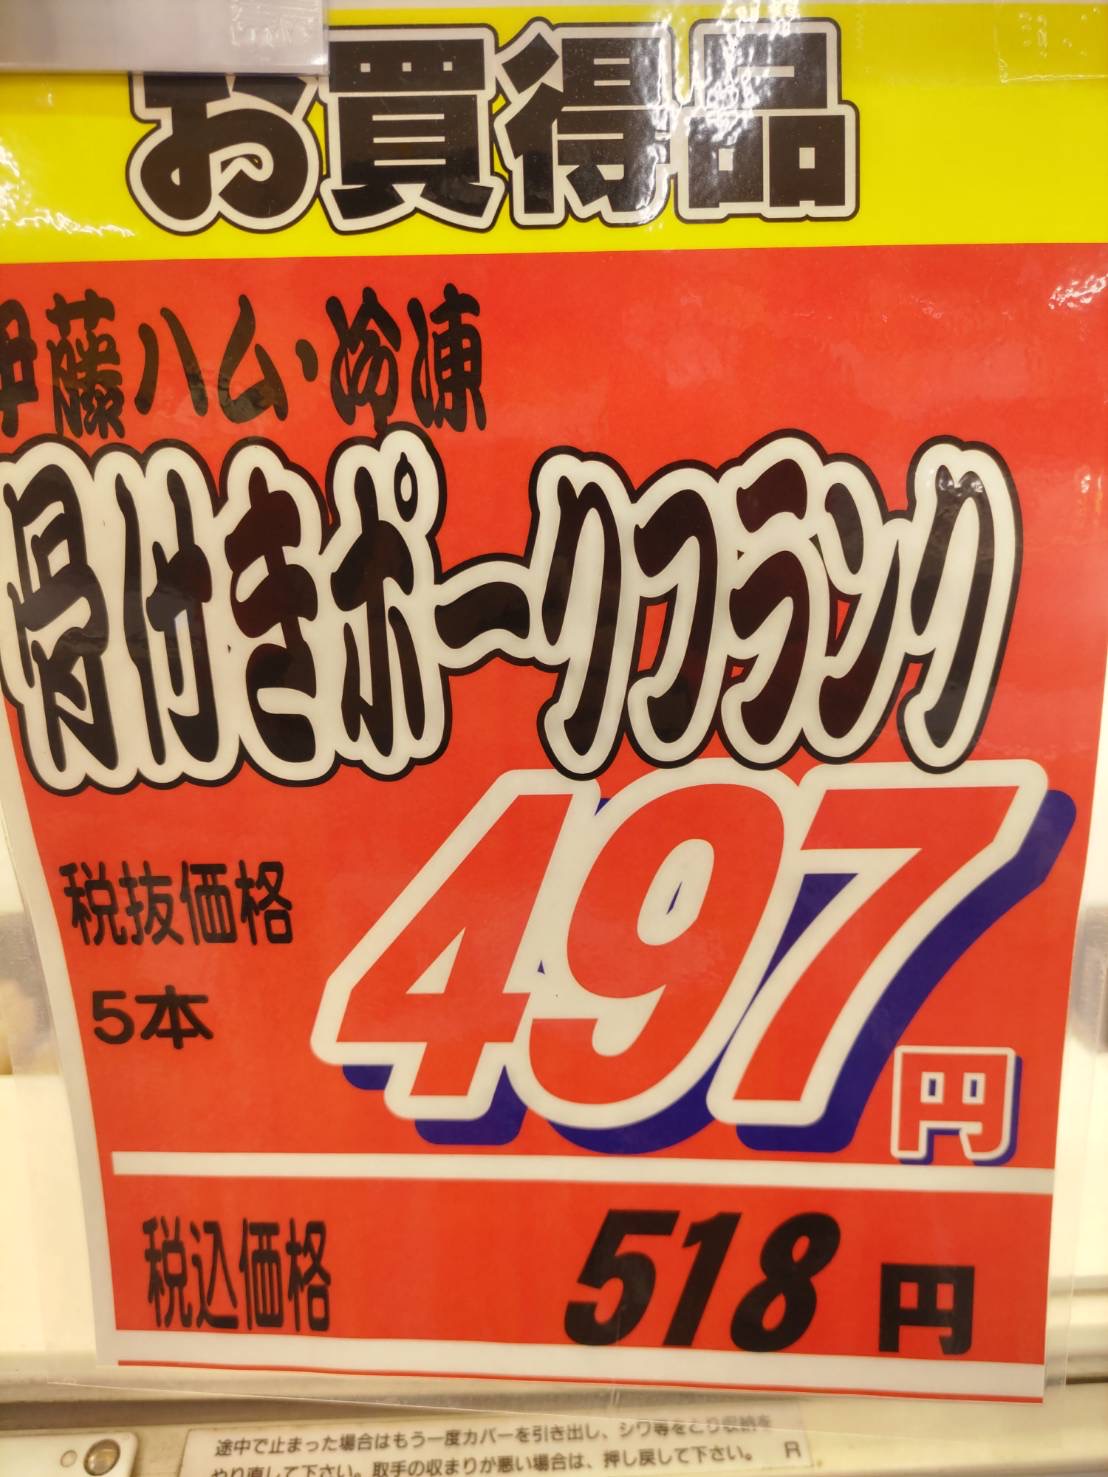 お買得品
伊藤ハム・冷凍
骨付きポークフランク
税抜価格
5本
497円
税込価格
518円
途中で止まった場合はもう一度カバーを引き出し、シワ等をとり収納を
やり直して下さい。取手の収まりが悪い場合は、押し戻して下さい。